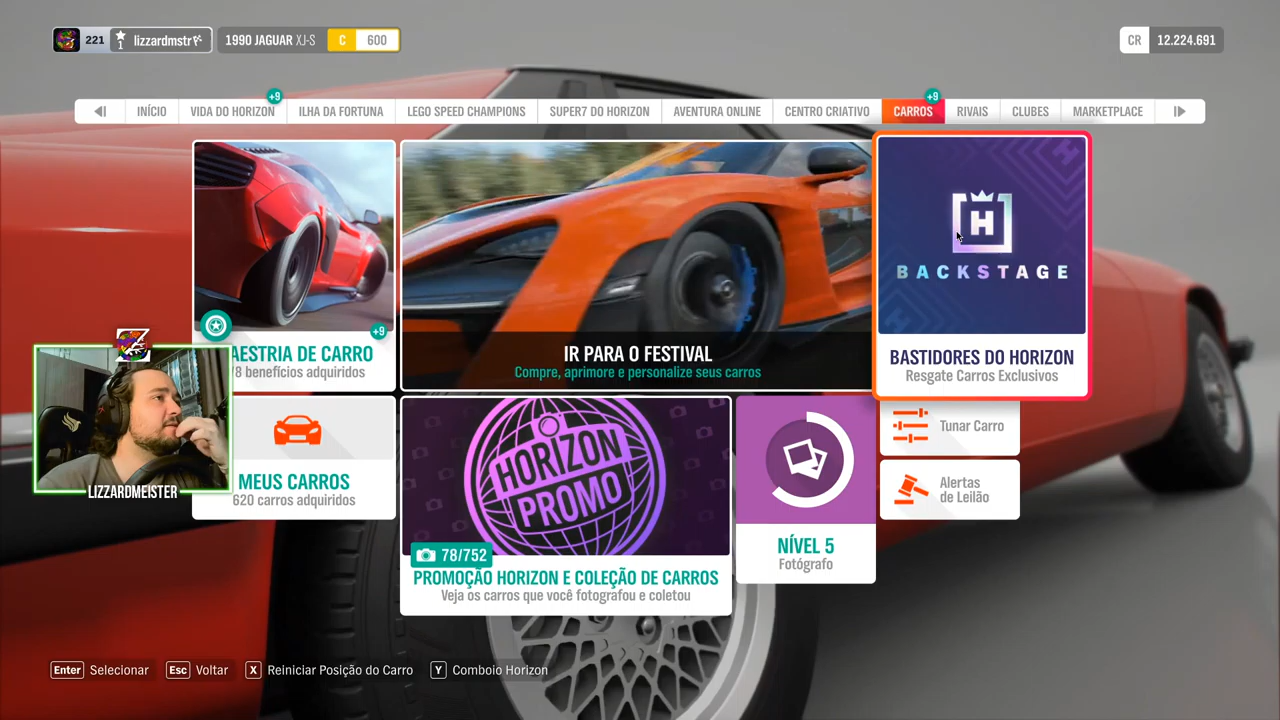 221
1
lizzardmstr
1990 JAGUAR XJ-S
C 600
CR 12.224.691
INÍCIO
VIDA DO HORIZON
+9
ILHA DA FORTUNA
LEGO SPEED CHAMPIONS
SUPER7 DO HORIZON
AVENTURA ONLINE
CENTRO CRIATIVO
CARROS
+9
RIVAIS
CLUBES
MARKETPLACE
+9
AESTRIA DE CARRO
78 benefícios adquiridos
IR PARA O FESTIVAL
Compre, aprimore e personalize seus carros
H
BACKSTAGE
BASTIDORES DO HORIZON
Resgate Carros Exclusivos
LIZZARDMEISTER
MEUS CARROS
620 carros adquiridos
HORIZON
PROMO
78/752
PROMOÇÃO HORIZON E COLEÇÃO DE CARROS
Veja os carros que você fotografou e coletou
NÍVEL 5
Fotógrafo
Tunar Carro
Alertas
de Leilão
Enter Selecionar
Esc Voltar
X Reiniciar Posição do Carro
Y Comboio Horizon